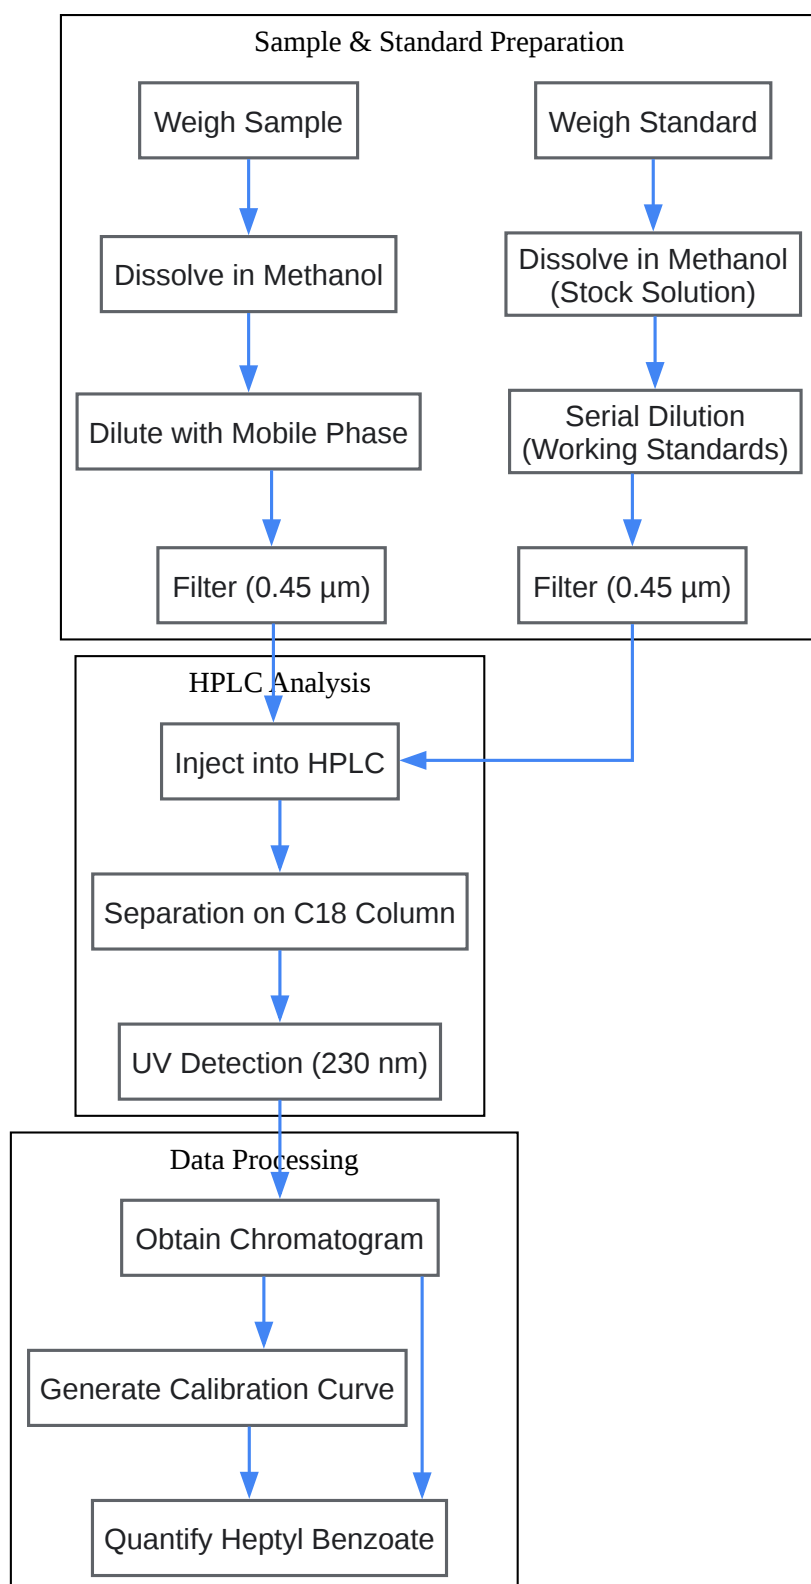 Sample & Standard Preparation
Weigh Sample
Weigh Standard
Dissolve in Methanol
Dissolve in Methanol
(Stock Solution)
Dilute with Mobile Phase
Serial Dilution
(Working Standards)
Filter (0.45 µm)
Filter (0.45 µm)
HPLC Analysis
Inject into HPLC
Separation on C18 Column
UV Detection (230 nm)
Data Processing
Obtain Chromatogram
Generate Calibration Curve
Quantify Heptyl Benzoate